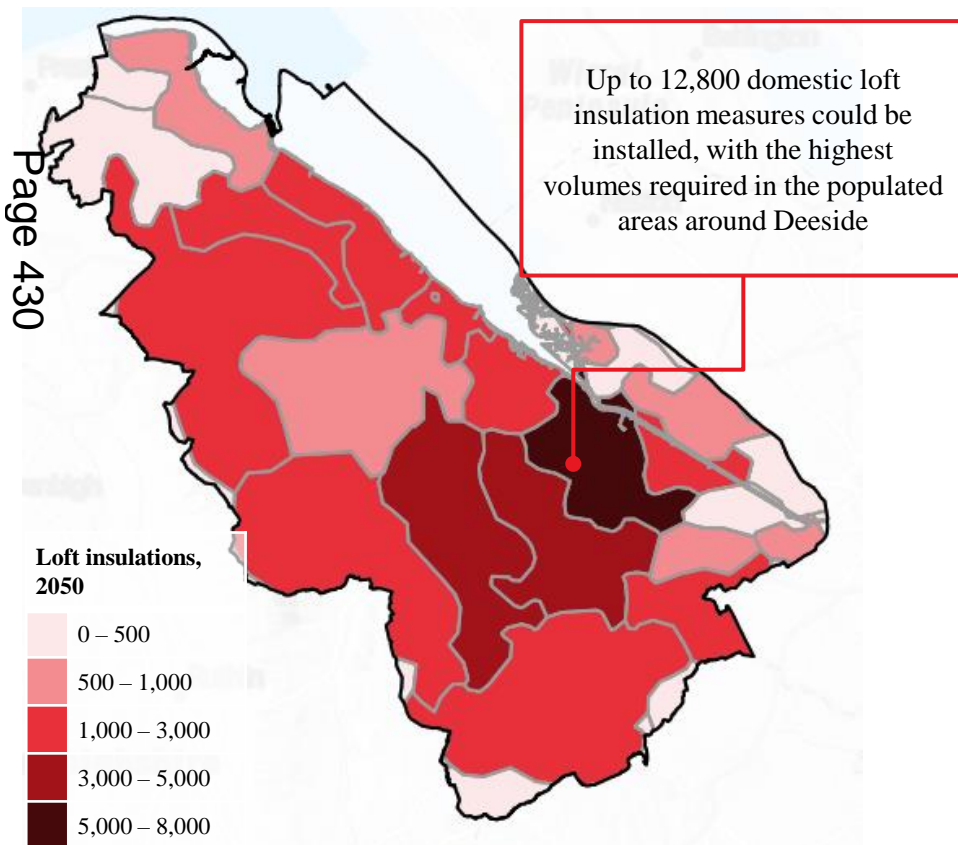 Up to 12,800 domestic loft
insulation measures could be
installed, with the highest
volumes required in the populated
areas around Deeside
Page 430
Loft insulations,
2050
0 – 500
500 – 1,000
1,000 – 3,000
3,000 – 5,000
5,000 – 8,000